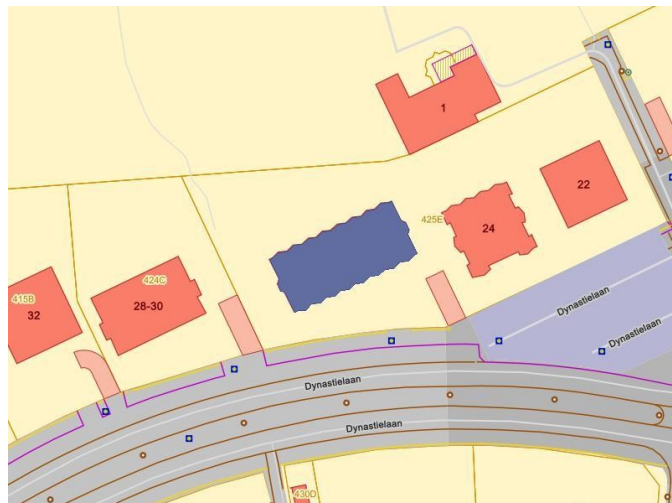 1
22
425E
24
424C
28-30
415B
32
Dynastielaan
Dynastielaan
Dynastielaan
Dynastielaan
430D